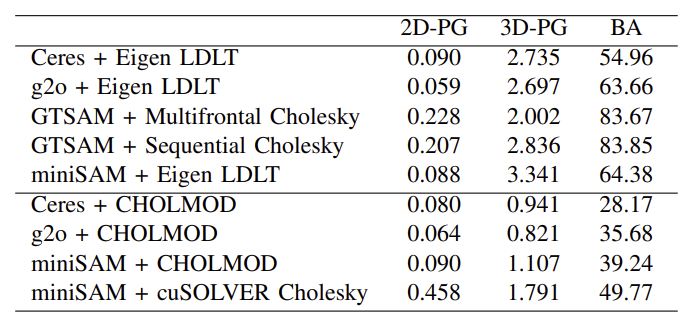 2D-PG 3D-PG BA
Ceres + Eigen LDLT 0.090 2.735 54.96
g2o + Eigen LDLT 0.059 2.697 63.66
GTSAM + Multifrontal Cholesky 0.228 2.002 83.67
GTSAM + Sequential Cholesky 0.207 2.836 83.85
miniSAM + Eigen LDLT 0.088 3.341 64.38
Ceres + CHOLMOD 0.080 0.941 28.17
g2o + CHOLMOD 0.064 0.821 35.68
miniSAM + CHOLMOD 0.090 1.107 39.24
miniSAM + cuSOLVER Cholesky 0.458 1.791 49.77